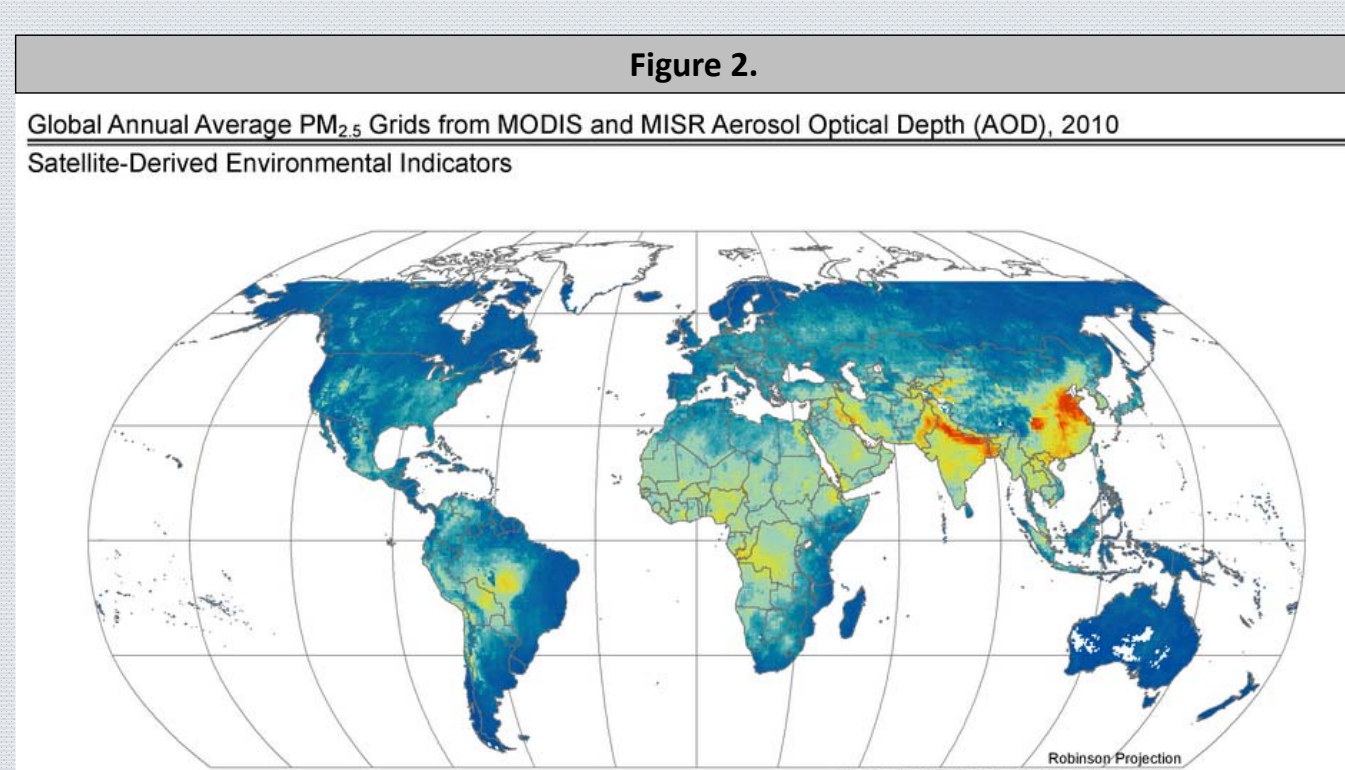 Figure 2.
Global Annual Average PM2.5 Grids from MODIS and MISR Aerosol Optical Depth (AOD), 2010
Satellite-Derived Environmental Indicators
Robinson Projection